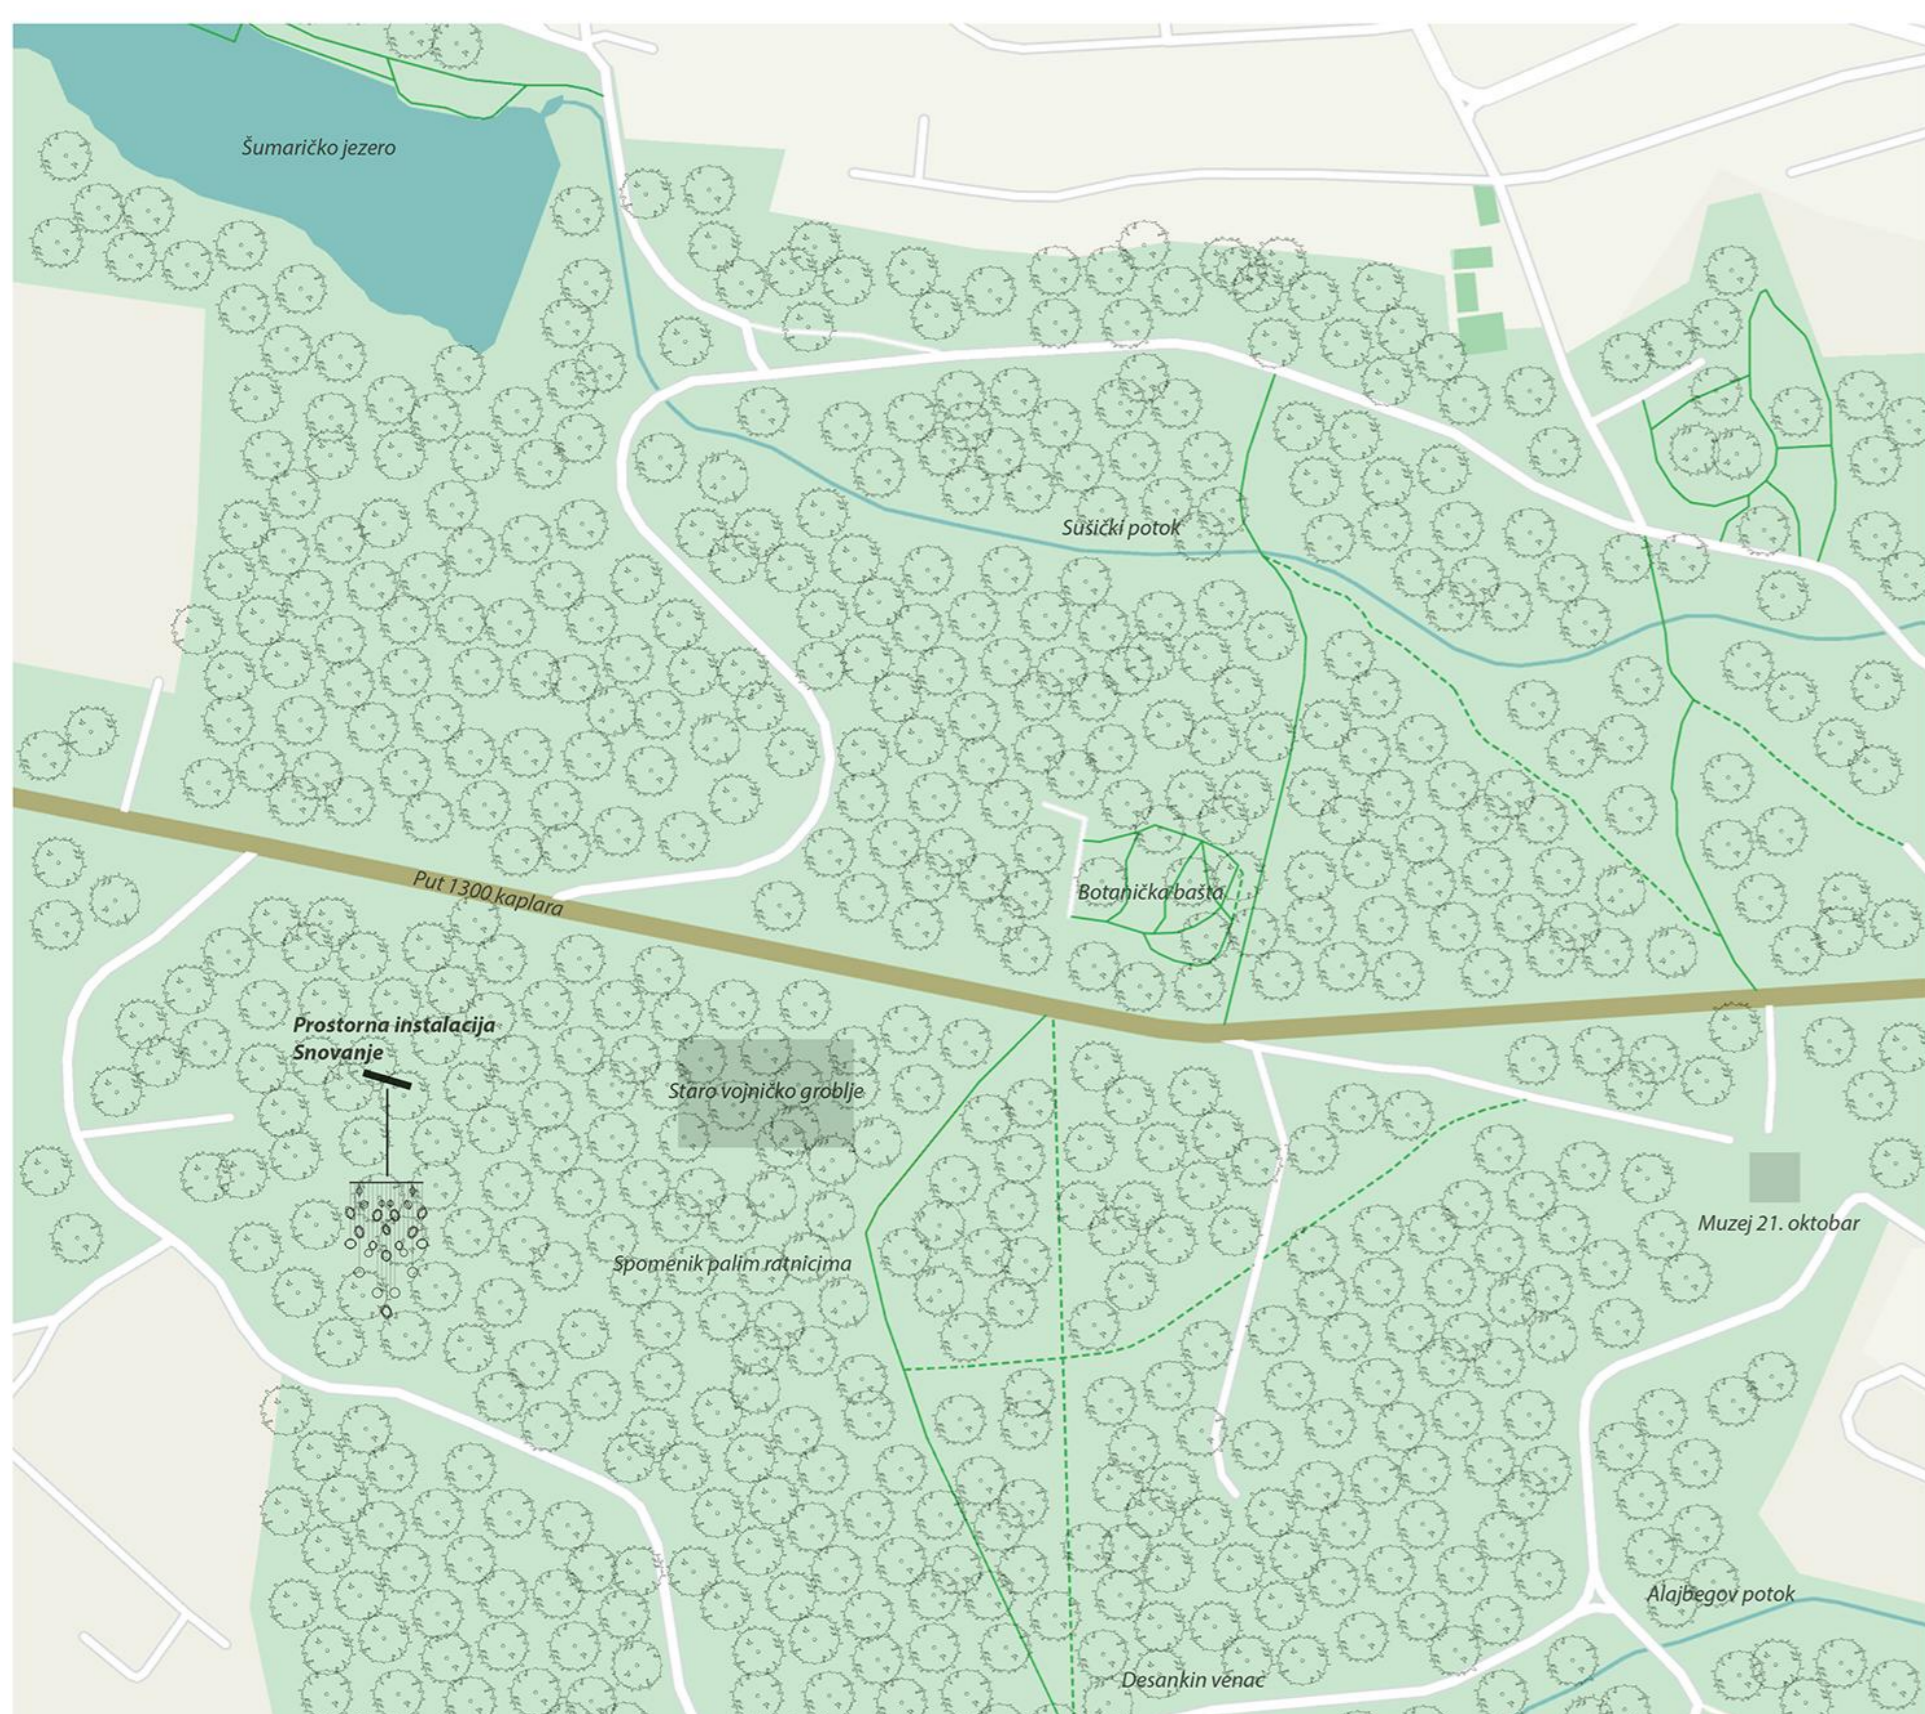 Šumaričko jezero
Sušički potok
Put 1300 kaplara
Botanička bašta
Prostorna instalacija
Snovanje
Staro vojničko groblje
Muzej 21. oktobar
Spomenik palim ratnicima
Alajbegov potok
Desankin venac